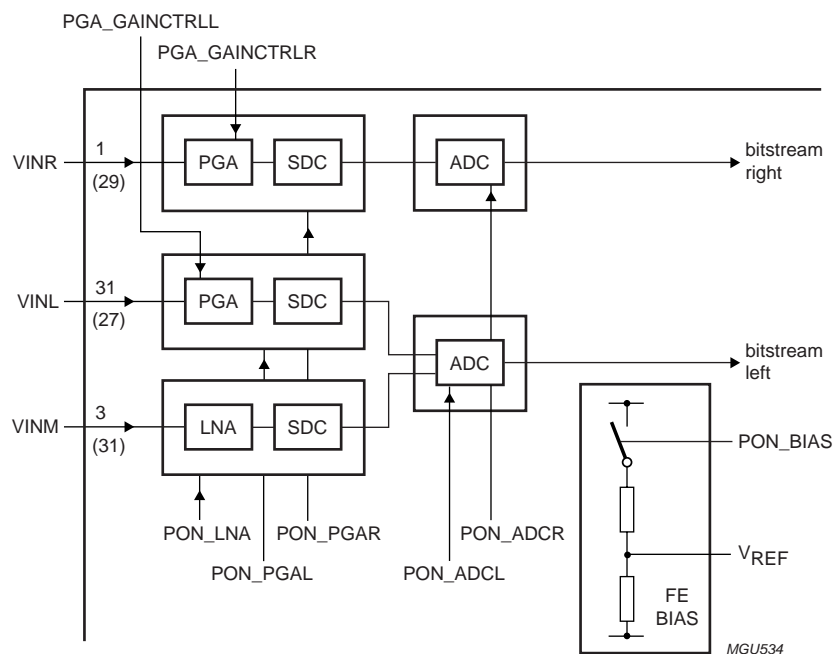 PGA_GAINCTRLL
PGA_GAINCTRLR
VINR
1
(29)
PGA
SDC
ADC
bitstream
right
VINL
31
(27)
PGA
SDC
ADC
bitstream
left
VINM
3
(31)
LNA
SDC
PON_BIAS
PON_LNA
PON_PGAR
PON_ADCR
PON_PGAL
PON_ADCL
VREF
FE
BIAS
MGU534